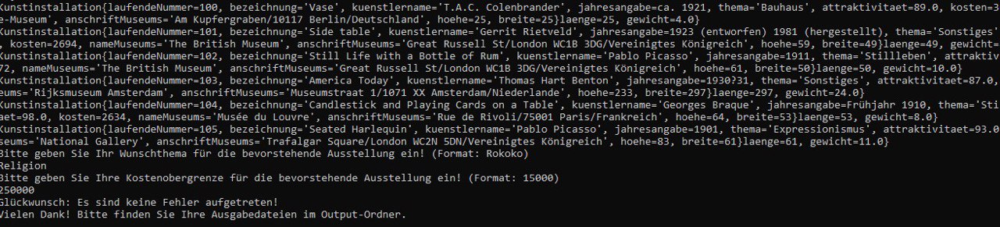 Kunstinstallation{laufendeNummer=100, bezeichnung='Vase', kuenstlername='T.A.C. Colenbrander', jahresangabe=ca. 1921, thema='Bauhaus', attraktivitaet=89.0, kosten=3
e-Museum', anschriftMuseums='Am Kupfergraben/10117 Berlin/Deutschland', hoehe=25, breite=25}laenge=25, gewicht=4.0}
Kunstinstallation{laufendeNummer=101, bezeichnung='Side table', kuenstlername='Gerrit Rietveld', jahresangabe=1923 (entworfen) 1981 (hergestellt), thema='Sonstiges'
, kosten=2694, nameMuseums='The British Museum', anschriftMuseums='Great Russell St/London WC1B 3DG/Vereinigtes Königreich', hoehe=59, breite=49}laenge=49, gewicht=
Kunstinstallation{laufendeNummer=102, bezeichnung='Still Life with a Bottle of Rum', kuenstlername='Pablo Picasso', jahresangabe=1911, thema='Stillleben', attraktiv
72, nameMuseums='The British Museum', anschriftMuseums='Great Russell St/London WC1B 3DG/Vereinigtes Königreich', hoehe=61, breite=50}laenge=50, gewicht=10.0}
Kunstinstallation{laufendeNummer=103, bezeichnung='America Today', kuenstlername='Thomas Hart Benton', jahresangabe=1930?31, thema='Sonstiges', attraktivitaet=87.0,
eums='Rijksmuseum Amsterdam', anschriftMuseums='Museumstraat 1/1071 XX Amsterdam/Niederlande', hoehe=233, breite=297}laenge=297, gewicht=24.0}
Kunstinstallation{laufendeNummer=104, bezeichnung='Candlestick and Playing Cards on a Table', kuenstlername='Georges Braque', jahresangabe=Frühjahr 1910, thema='Sti
aet=98.0, kosten=2634, nameMuseums='Musée du Louvre', anschriftMuseums='Rue de Rivoli/75001 Paris/Frankreich', hoehe=64, breite=53}laenge=53, gewicht=8.0}
Kunstinstallation{laufendeNummer=105, bezeichnung='Seated Harlequin', kuenstlername='Pablo Picasso', jahresangabe=1901, thema='Expressionismus', attraktivitaet=93.0
seums='National Gallery', anschriftMuseums='Trafalgar Square/London WC2N 5DN/Vereinigtes Königreich', hoehe=83, breite=61}laenge=61, gewicht=11.0}
Bitte geben Sie Ihr Wunschthema für die bevorstehende Ausstellung ein! (Format: Rokoko)
Religion
Bitte geben Sie Ihre Kostenobergrenze für die bevorstehende Ausstellung ein! (Format: 15000)
250000
Glückwunsch: Es sind keine Fehler aufgetreten!
Vielen Dank! Bitte finden Sie Ihre Ausgabedateien im Output-Ordner.